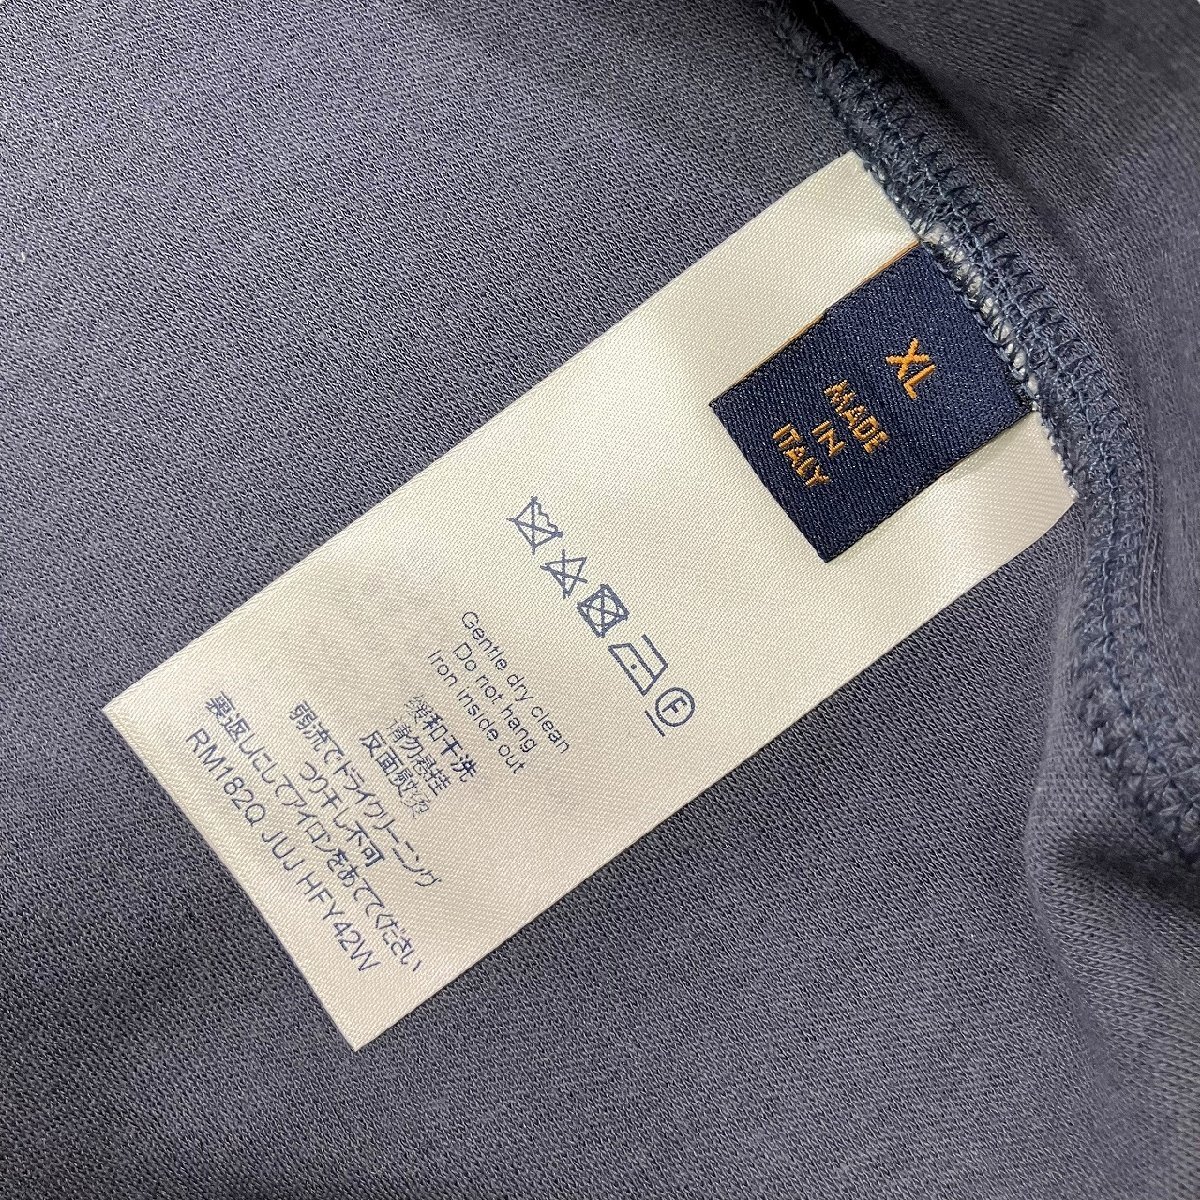 XL
MADE
IN
ITALY
F
Gentle dry clean
Do not hang
Iron inside out
缓和干洗
请勿悬挂
反面熨烫
弱流でドライクリーニング
つり干し不可
裏返しにしてアイロンをあててください
RM182Q JUJ HFY42W